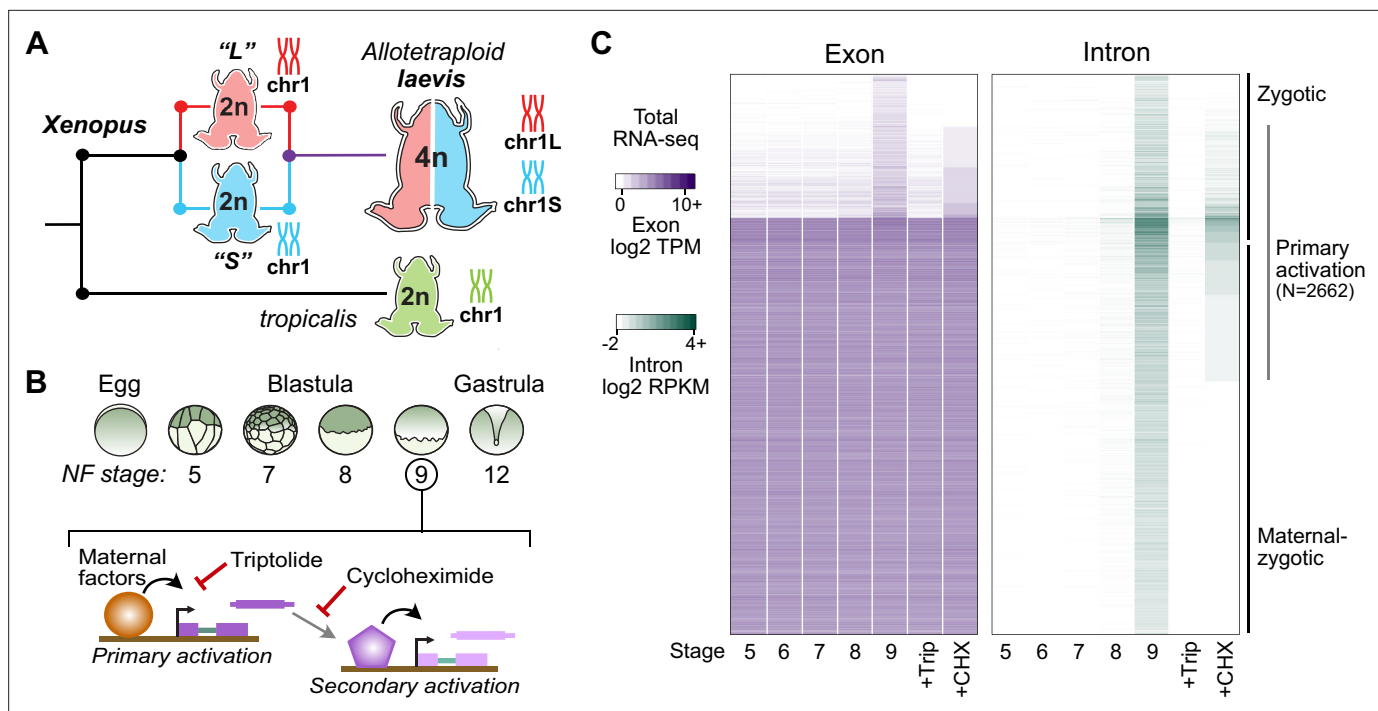 A
"L"
chr1
2n
Xenopus
2n
"S"
chr1
Allotetraploid
laevis
4n
chr1L
chr1S
2n
chr1
tropicalis
B
Egg
Blastula
Gastrula
NF stage: 5 7 8 9 12
Maternal
factors
Triptolide
Cycloheximide
Primary activation
Secondary activation
C
Exon
Intron
Total
RNA-seq
0 10+
Exon
log2 TPM
-2 4+
Intron
log2 RPKM
Zygotic
Primary
activation
(N=2662)
Maternal-
zygotic
Stage 5 6 7 8 9 +Trip +CHX 5 6 7 8 9 +Trip +CHX